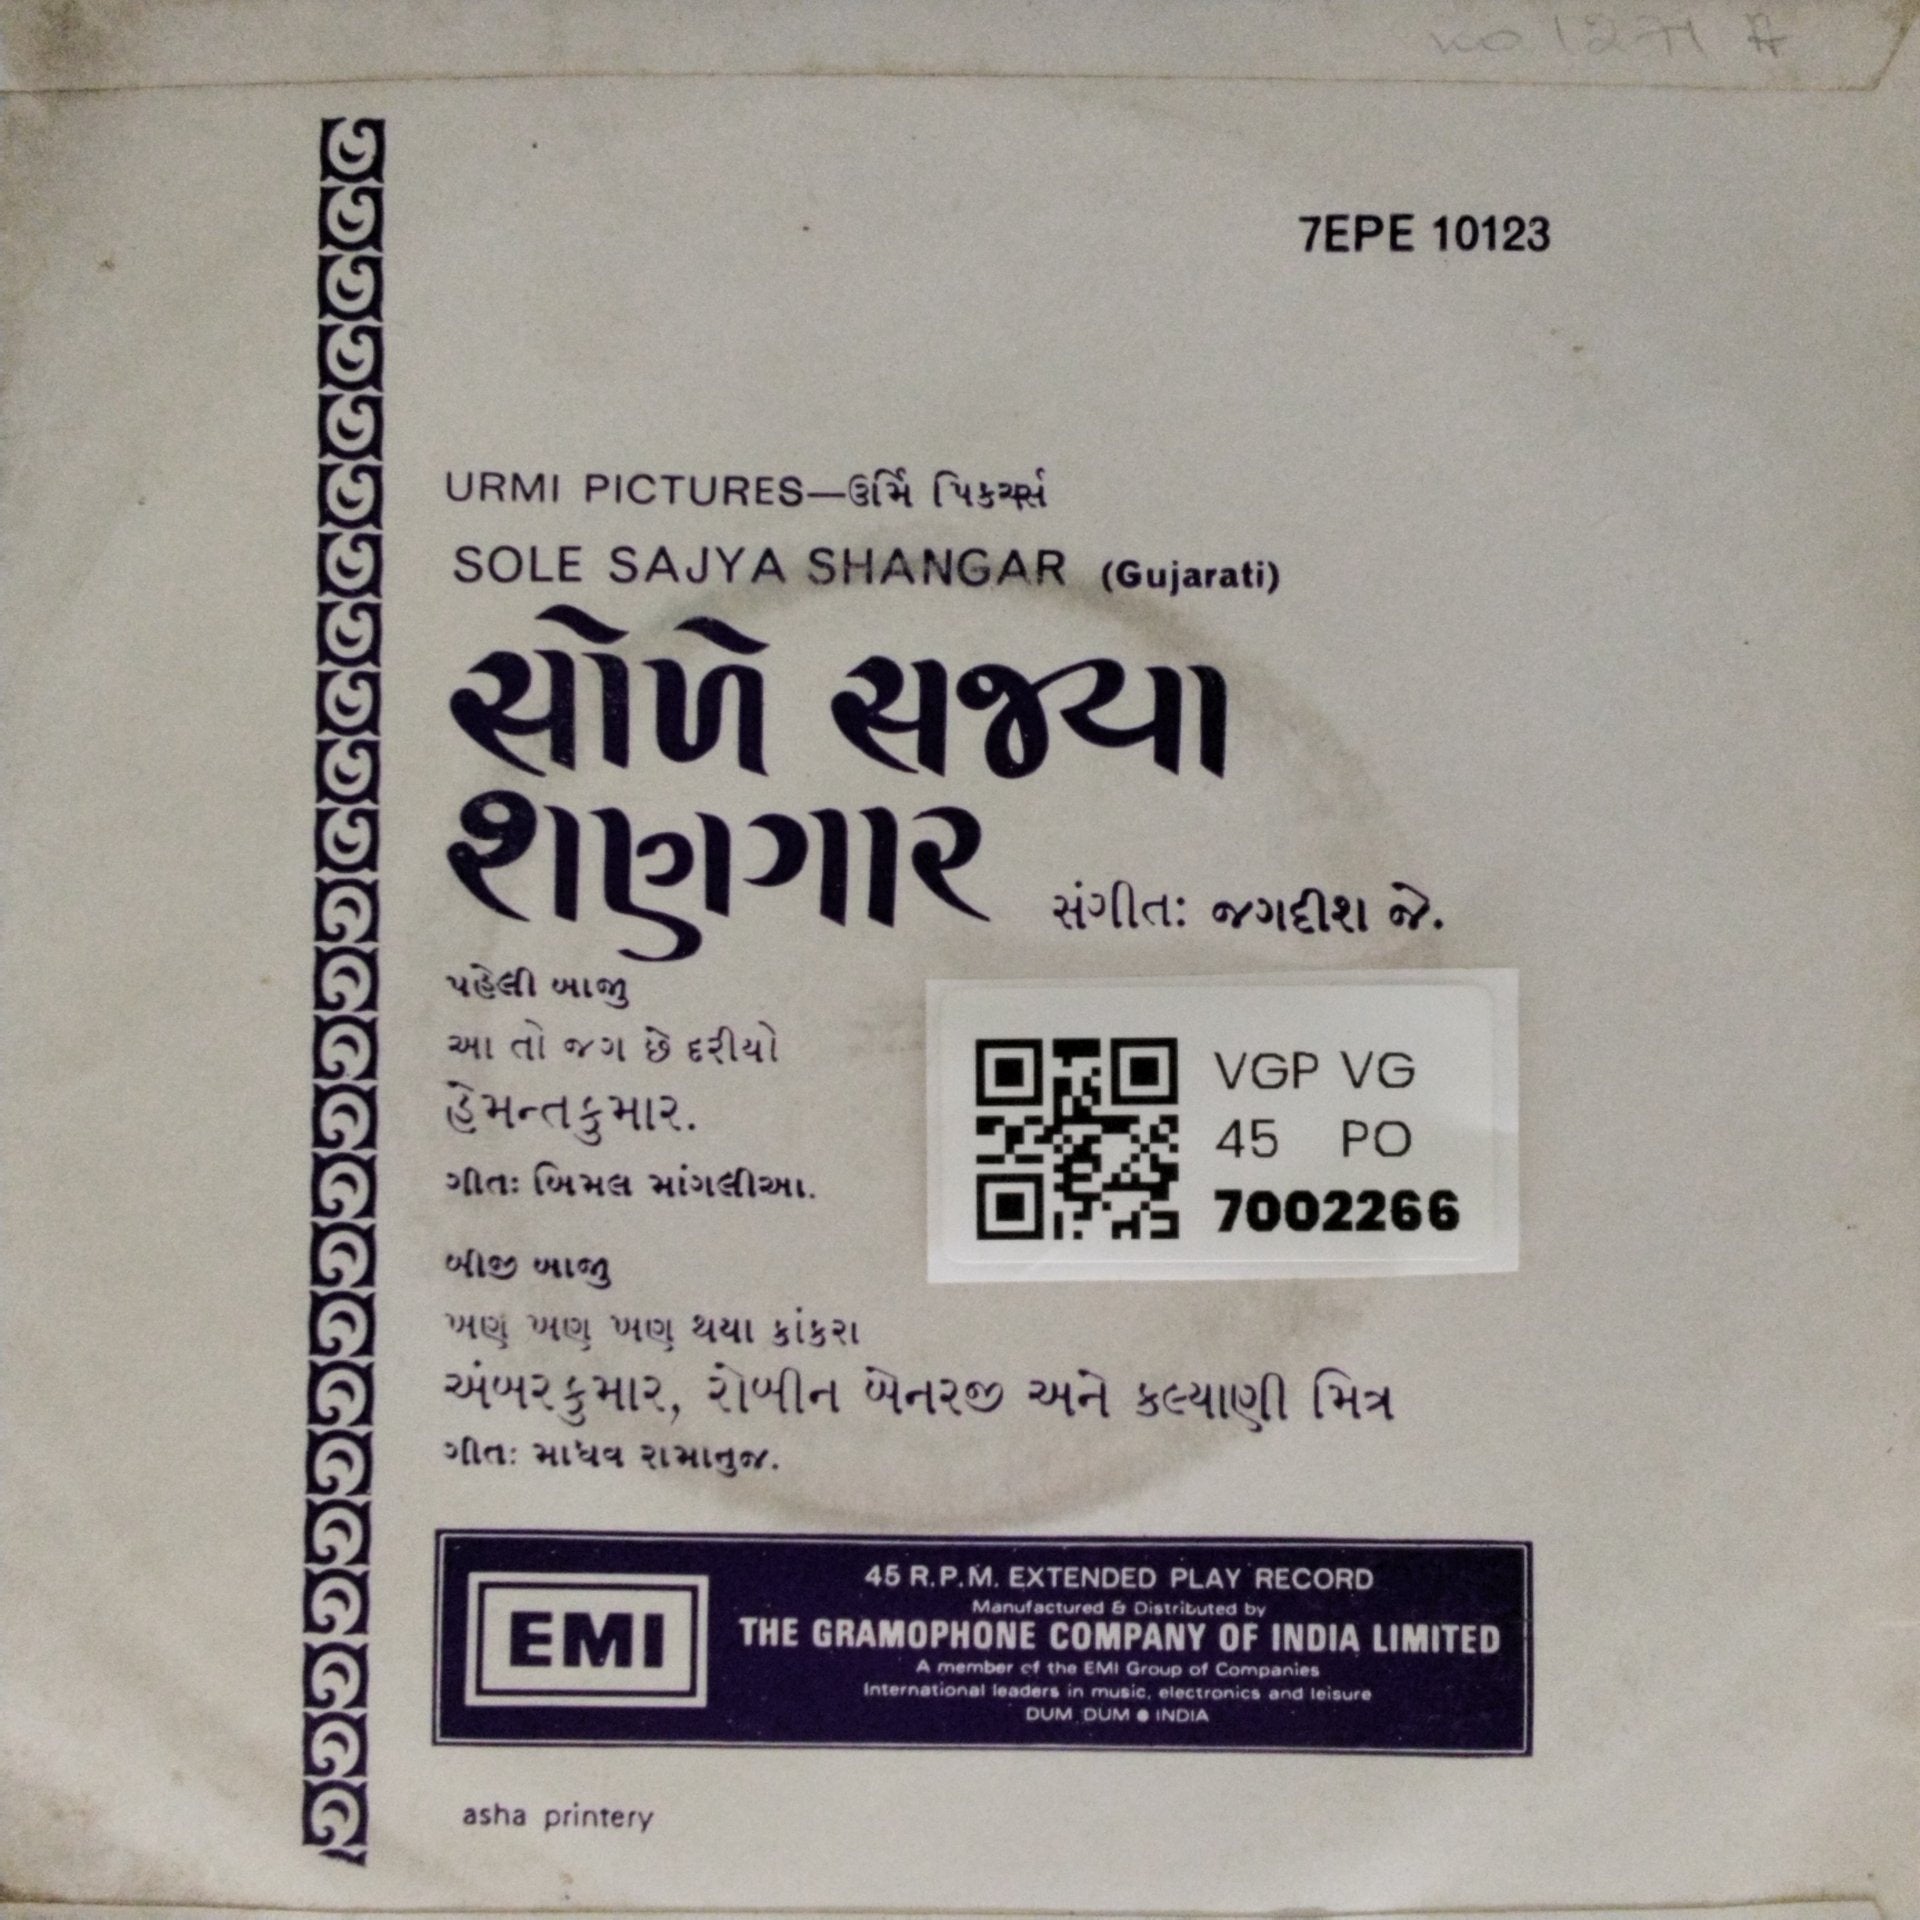 7EPE 10123
URMI PICTURES—ઉર્મિ પિકચર્સ
SOLE SAJYA SHANGAR (Gujarati)
સોળે સજ્યા
શણગાર
સંગીત: જગદીશ જે.
પહેલી બાજુ
આ તો જગ છે દરીયો
હેમન્તકુમાર.
ગીત: બિમલ માંગલીઆ.
બીજી બાજુ
ખણ ખણ ખણ થયા કાંકરા
અંબરકુમાર, રોબીન બેનરજી અને કલ્યાણી મિત્ર
ગીત: માધવ રામાનુજ.
VGP VG
45 PO
7002266
EMI
45 R.P.M. EXTENDED PLAY RECORD
Manufactured & Distributed by
THE GRAMOPHONE COMPANY OF INDIA LIMITED
A member of the EMI Group of Companies
International leaders in music, electronics and leisure
DUM DUM ● INDIA
asha printery